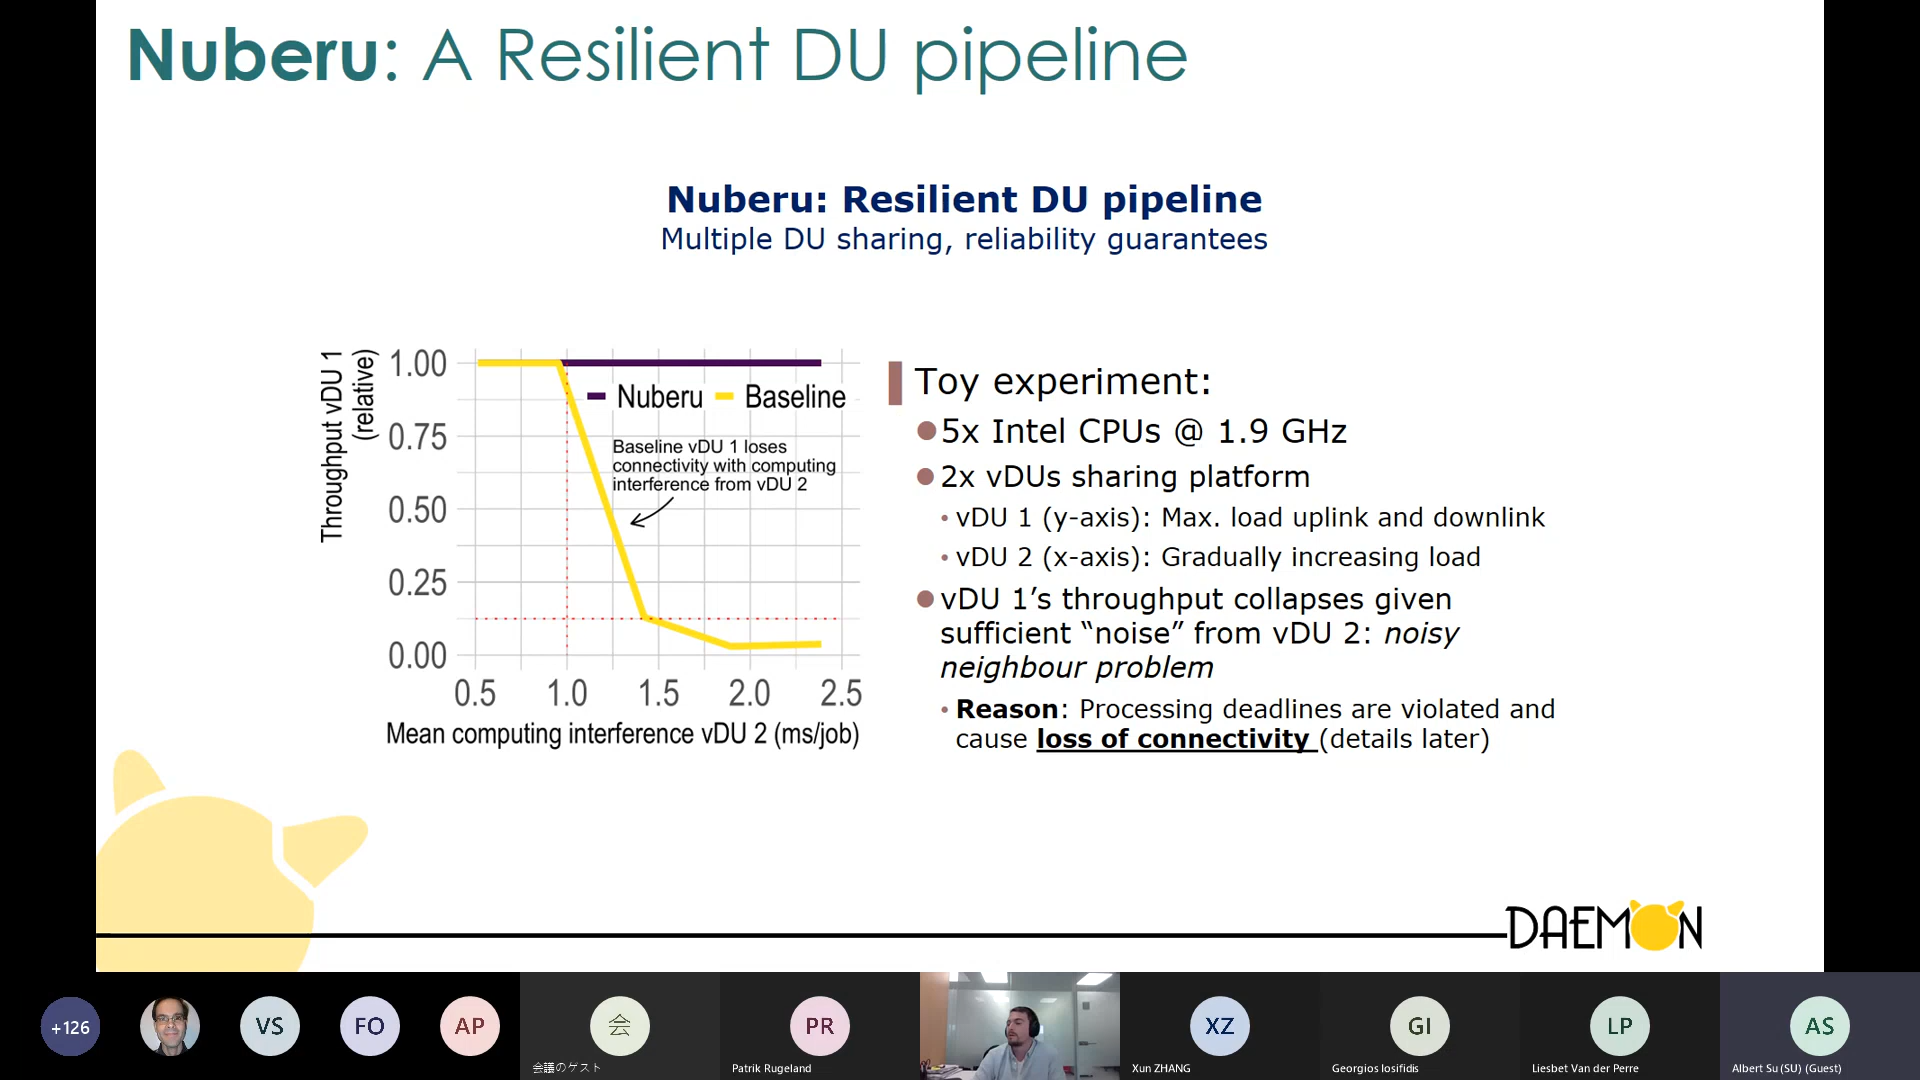 Nuberu: A Resilient DU pipeline
Nuberu: Resilient DU pipeline
Multiple DU sharing, reliability guarantees
Throughput vDU 1
(relative)
1.00
0.75
0.50
0.25
0.00
Nuberu Baseline
Baseline vDU 1 loses
connectivity with computing
interference from vDU 2
0.5 1.0 1.5 2.0 2.5
Mean computing interference vDU 2 (ms/job)
Toy experiment:
5x Intel CPUs @ 1.9 GHz
2x vDUs sharing platform
vDU 1 (y-axis): Max. load uplink and downlink
vDU 2 (x-axis): Gradually increasing load
vDU 1’s throughput collapses given
sufficient “noise” from vDU 2: noisy
neighbour problem
Reason: Processing deadlines are violated and
cause loss of connectivity (details later)
DAEMON
+126
VS
FO
AP
会
会議のゲスト
PR
Patrik Rugeland
XZ
Xun ZHANG
GI
Georgios Iosifidis
LP
Liesbet Van der Perre
AS
Albert Su (SU) (Guest)